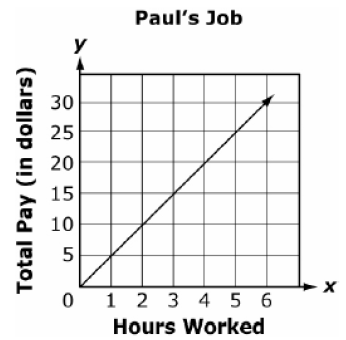 Paul's Job
y
Total Pay (in dollars)
30
25
20
15
10
5
0 1 2 3 4 5 6 x
Hours Worked